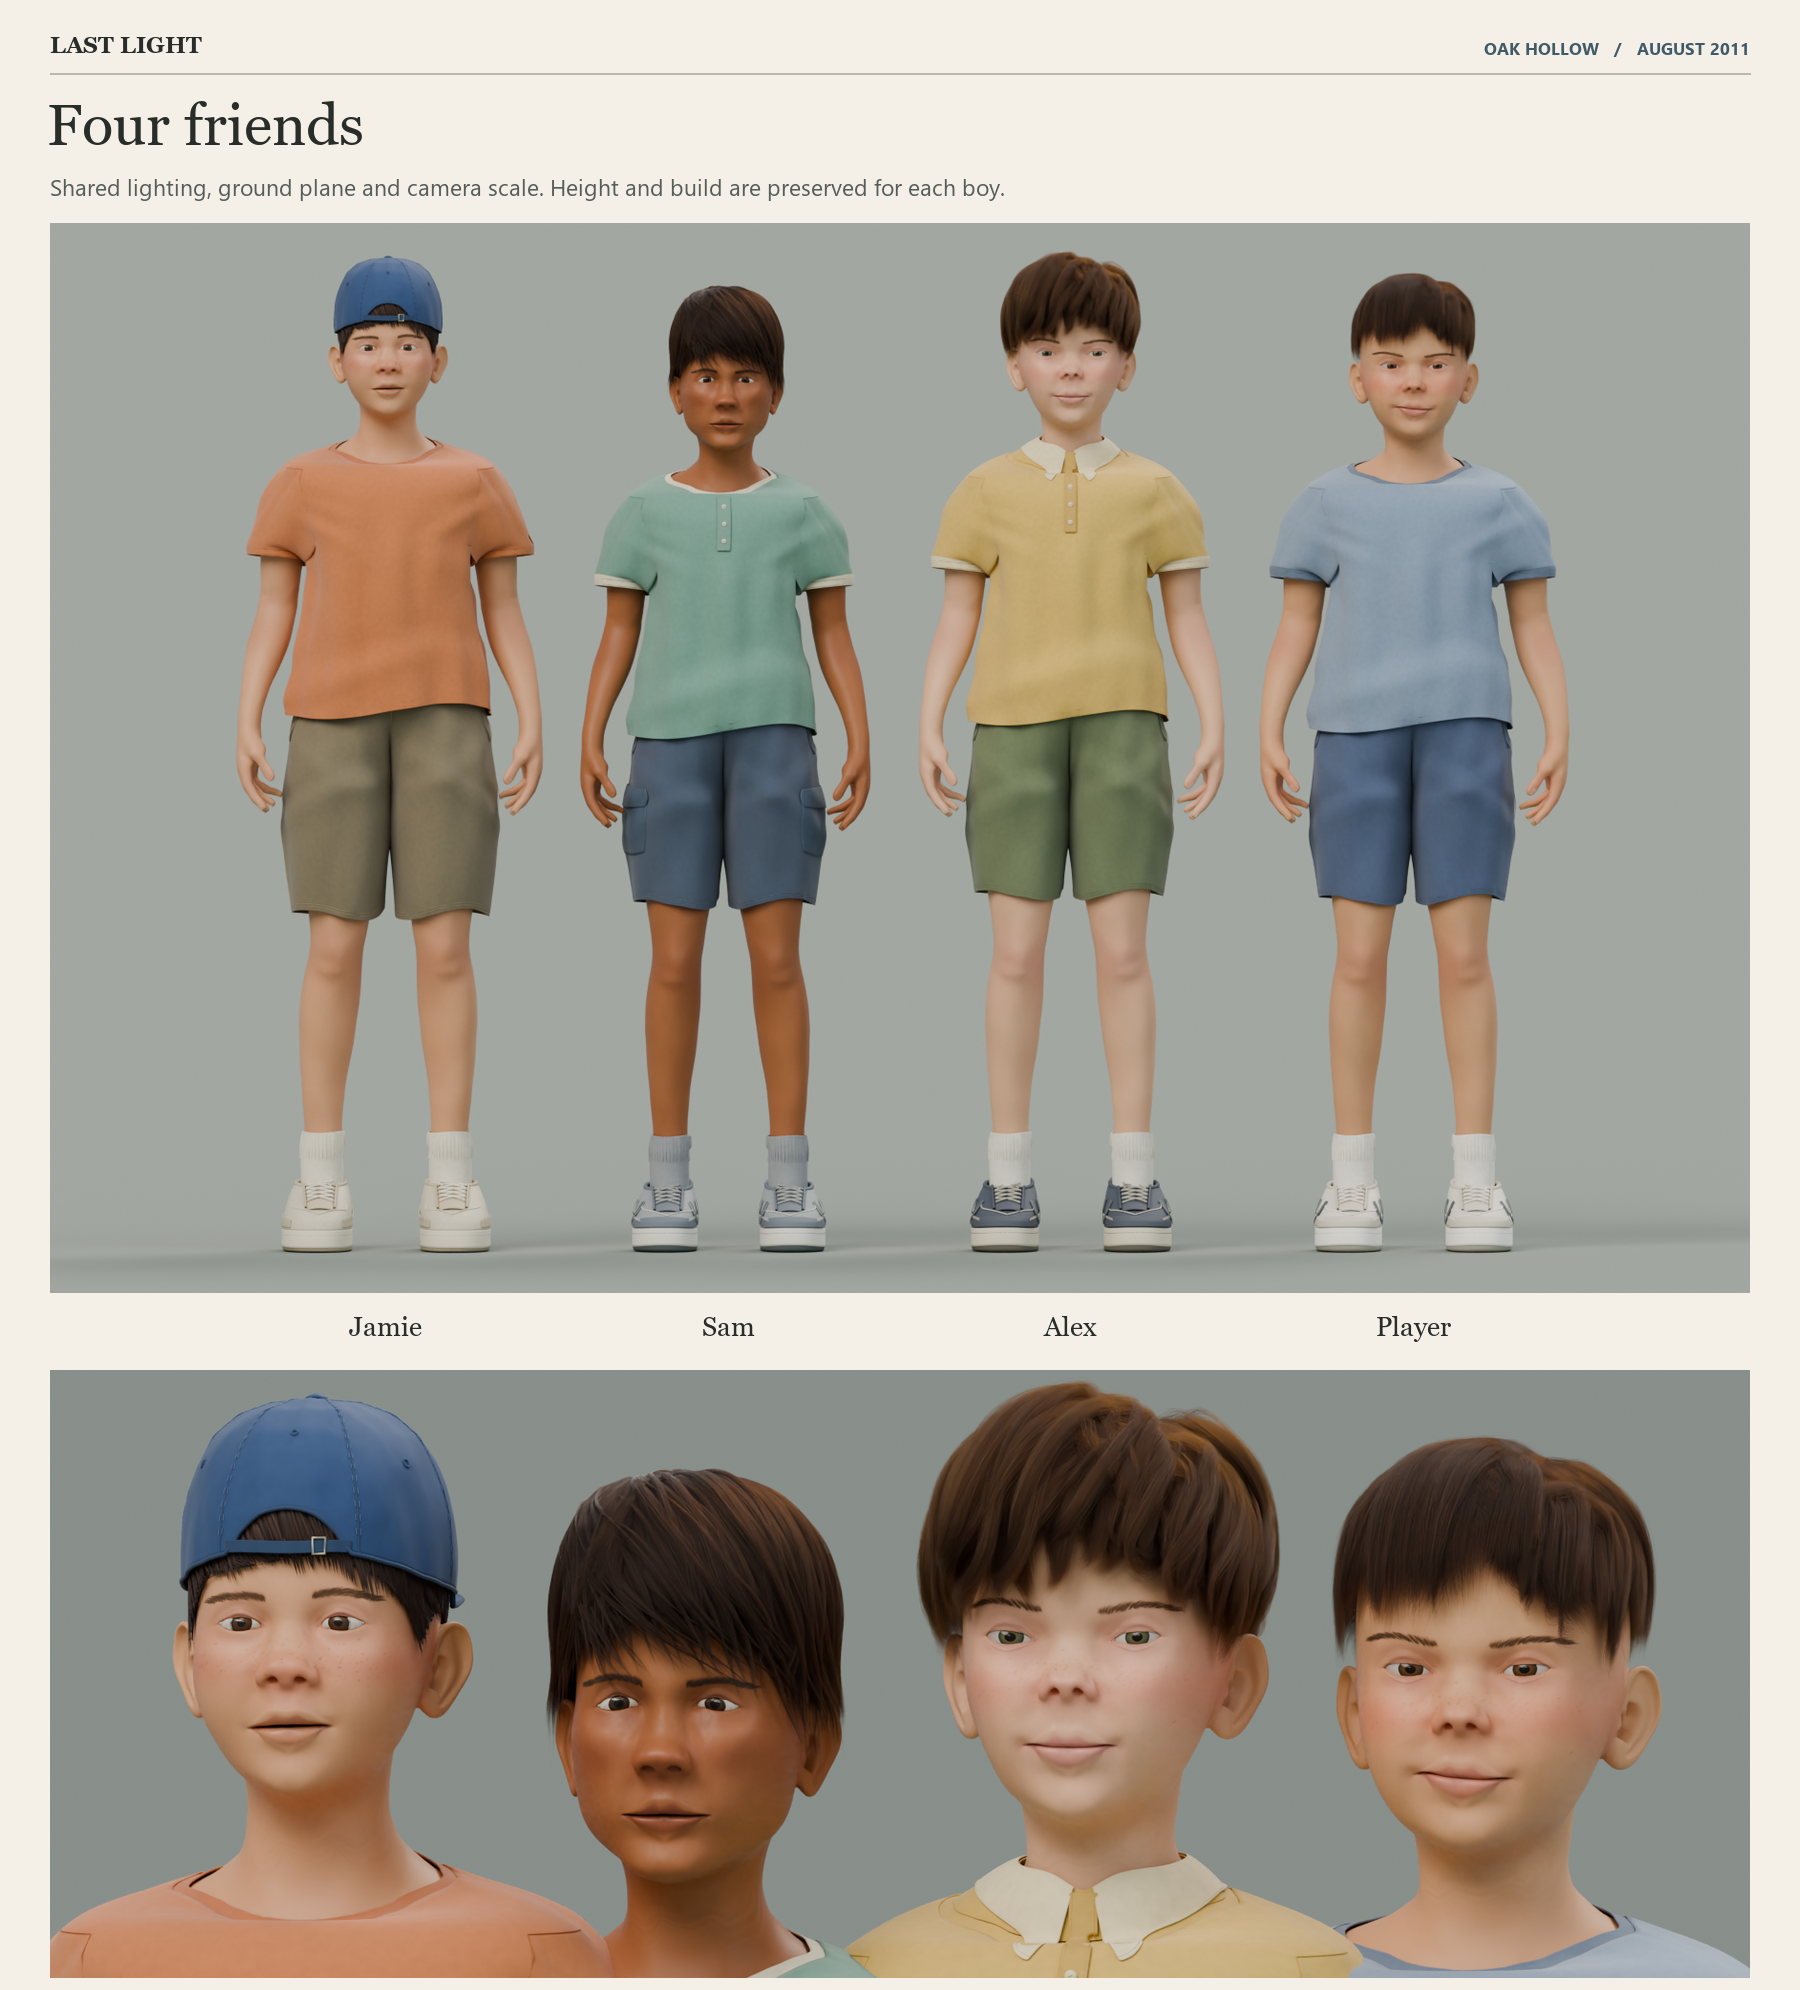 LAST LIGHT
OAK HOLLOW / AUGUST 2011
Four friends
Shared lighting, ground plane and camera scale. Height and build are preserved for each boy.
Jamie
Sam
Alex
Player